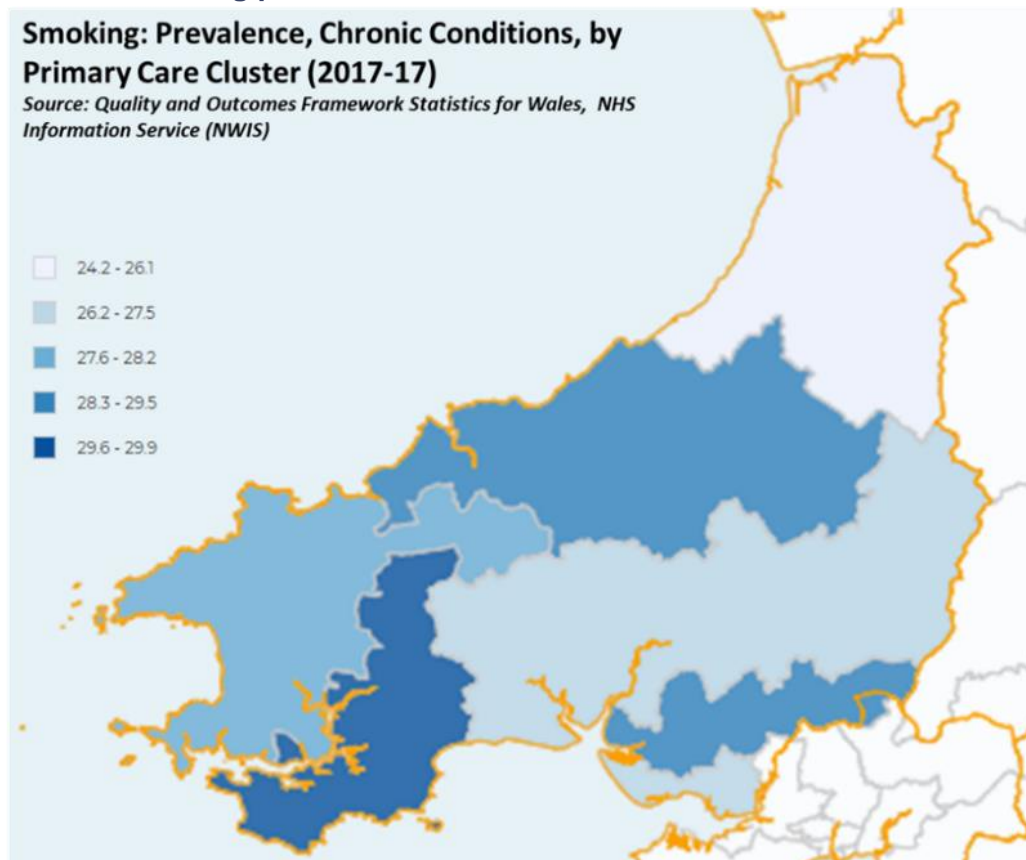 Smoking: Prevalence, Chronic Conditions, by
Primary Care Cluster (2017-17)
Source: Quality and Outcomes Framework Statistics for Wales, NHS
Information Service (NWIS)
24.2 - 26.1
26.2 - 27.5
27.6 - 28.2
28.3 - 29.5
29.6 - 29.9